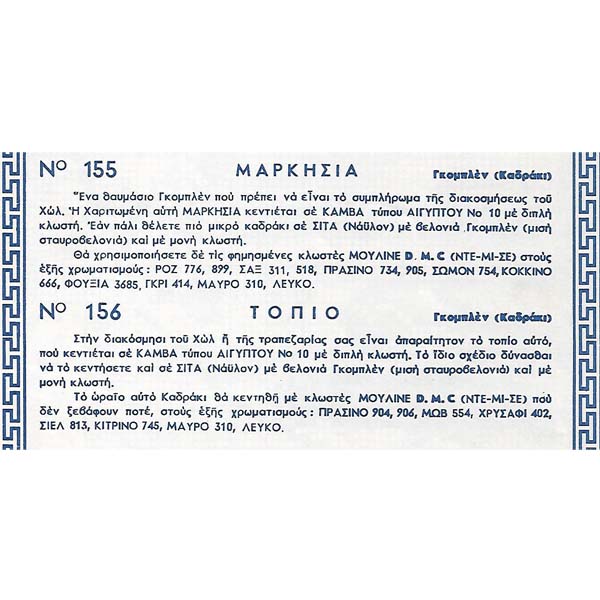 Νο 155 ΜΑΡΚΗΣΙΑ Γκομπλὲν (Καδράκι)
Ἕνα θαυμάσιο Γκομπλὲν ποὺ πρέπει νὰ εἶναι τὸ συμπλήρωμα τῆς διακοσμήσεως τοῦ
Χώλ. Ἡ Χαριτωμένη αὐτὴ ΜΑΡΚΗΣΙΑ κεντιέται σὲ ΚΑΜΒΑ τύπου ΑΙΓΥΠΤΟΥ Νο 10 μὲ διπλῆ
κλωστή. Ἐὰν πάλι θέλετε πιὸ μικρὸ καδράκι σὲ ΣΙΤΑ (Νάϋλον) μὲ βελονιὰ Γκομπλὲν (μισὴ
σταυροβελονιὰ) καὶ μὲ μονὴ κλωστή.
Θὰ χρησιμοποιήσετε δὲ τὶς φημησμένες κλωστὲς ΜΟΥΛΙΝΕ D. M. C (ΝΤΕ-ΜΙ-ΣΕ) στοὺς
ἑξῆς χρωματισμούς : ΡΟΖ 776, 899, ΣΑΞ 311, 518, ΠΡΑΣΙΝΟ 734, 905, ΣΩΜΟΝ 754, ΚΟΚΚΙΝΟ
666, ΦΟΥΞΙΑ 3685, ΓΚΡΙ 414, ΜΑΥΡΟ 310, ΛΕΥΚΟ.
Νο 156 ΤΟΠΙΟ Γκομπλὲν (Καδράκι)
Στὴν διακόσμησι τοῦ Χὼλ ἢ τῆς τραπεζαρίας σας εἶναι ἀπαραίτητον τὸ τοπίο αὐτό,
ποὺ κεντιέται σὲ ΚΑΜΒΑ τύπου ΑΙΓΥΠΤΟΥ Νο 10 μὲ διπλῆ κλωστή. Τὸ ἴδιο σχέδιο δύνασθαι
νὰ τὸ κεντήσετε καὶ σὲ ΣΙΤΑ (Νάϋλον) μὲ βελονιὰ Γκομπλὲν (μισὴ σταυροβελονιὰ) καὶ μὲ
μονὴ κλωστή.
Τὸ ὡραῖο αὐτὸ Καδράκι θὰ κεντηθῇ μὲ κλωστὲς ΜΟΥΛΙΝΕ D. M. C (ΝΤΕ-ΜΙ-ΣΕ) ποὺ
δὲν ξεβάφουν ποτέ, στοὺς ἑξῆς χρωματισμούς : ΠΡΑΣΙΝΟ 904, 906, ΜΩΒ 554, ΧΡΥΣΑΦΙ 402,
ΣΙΕΛ 813, ΚΙΤΡΙΝΟ 745, ΜΑΥΡΟ 310, ΛΕΥΚΟ.